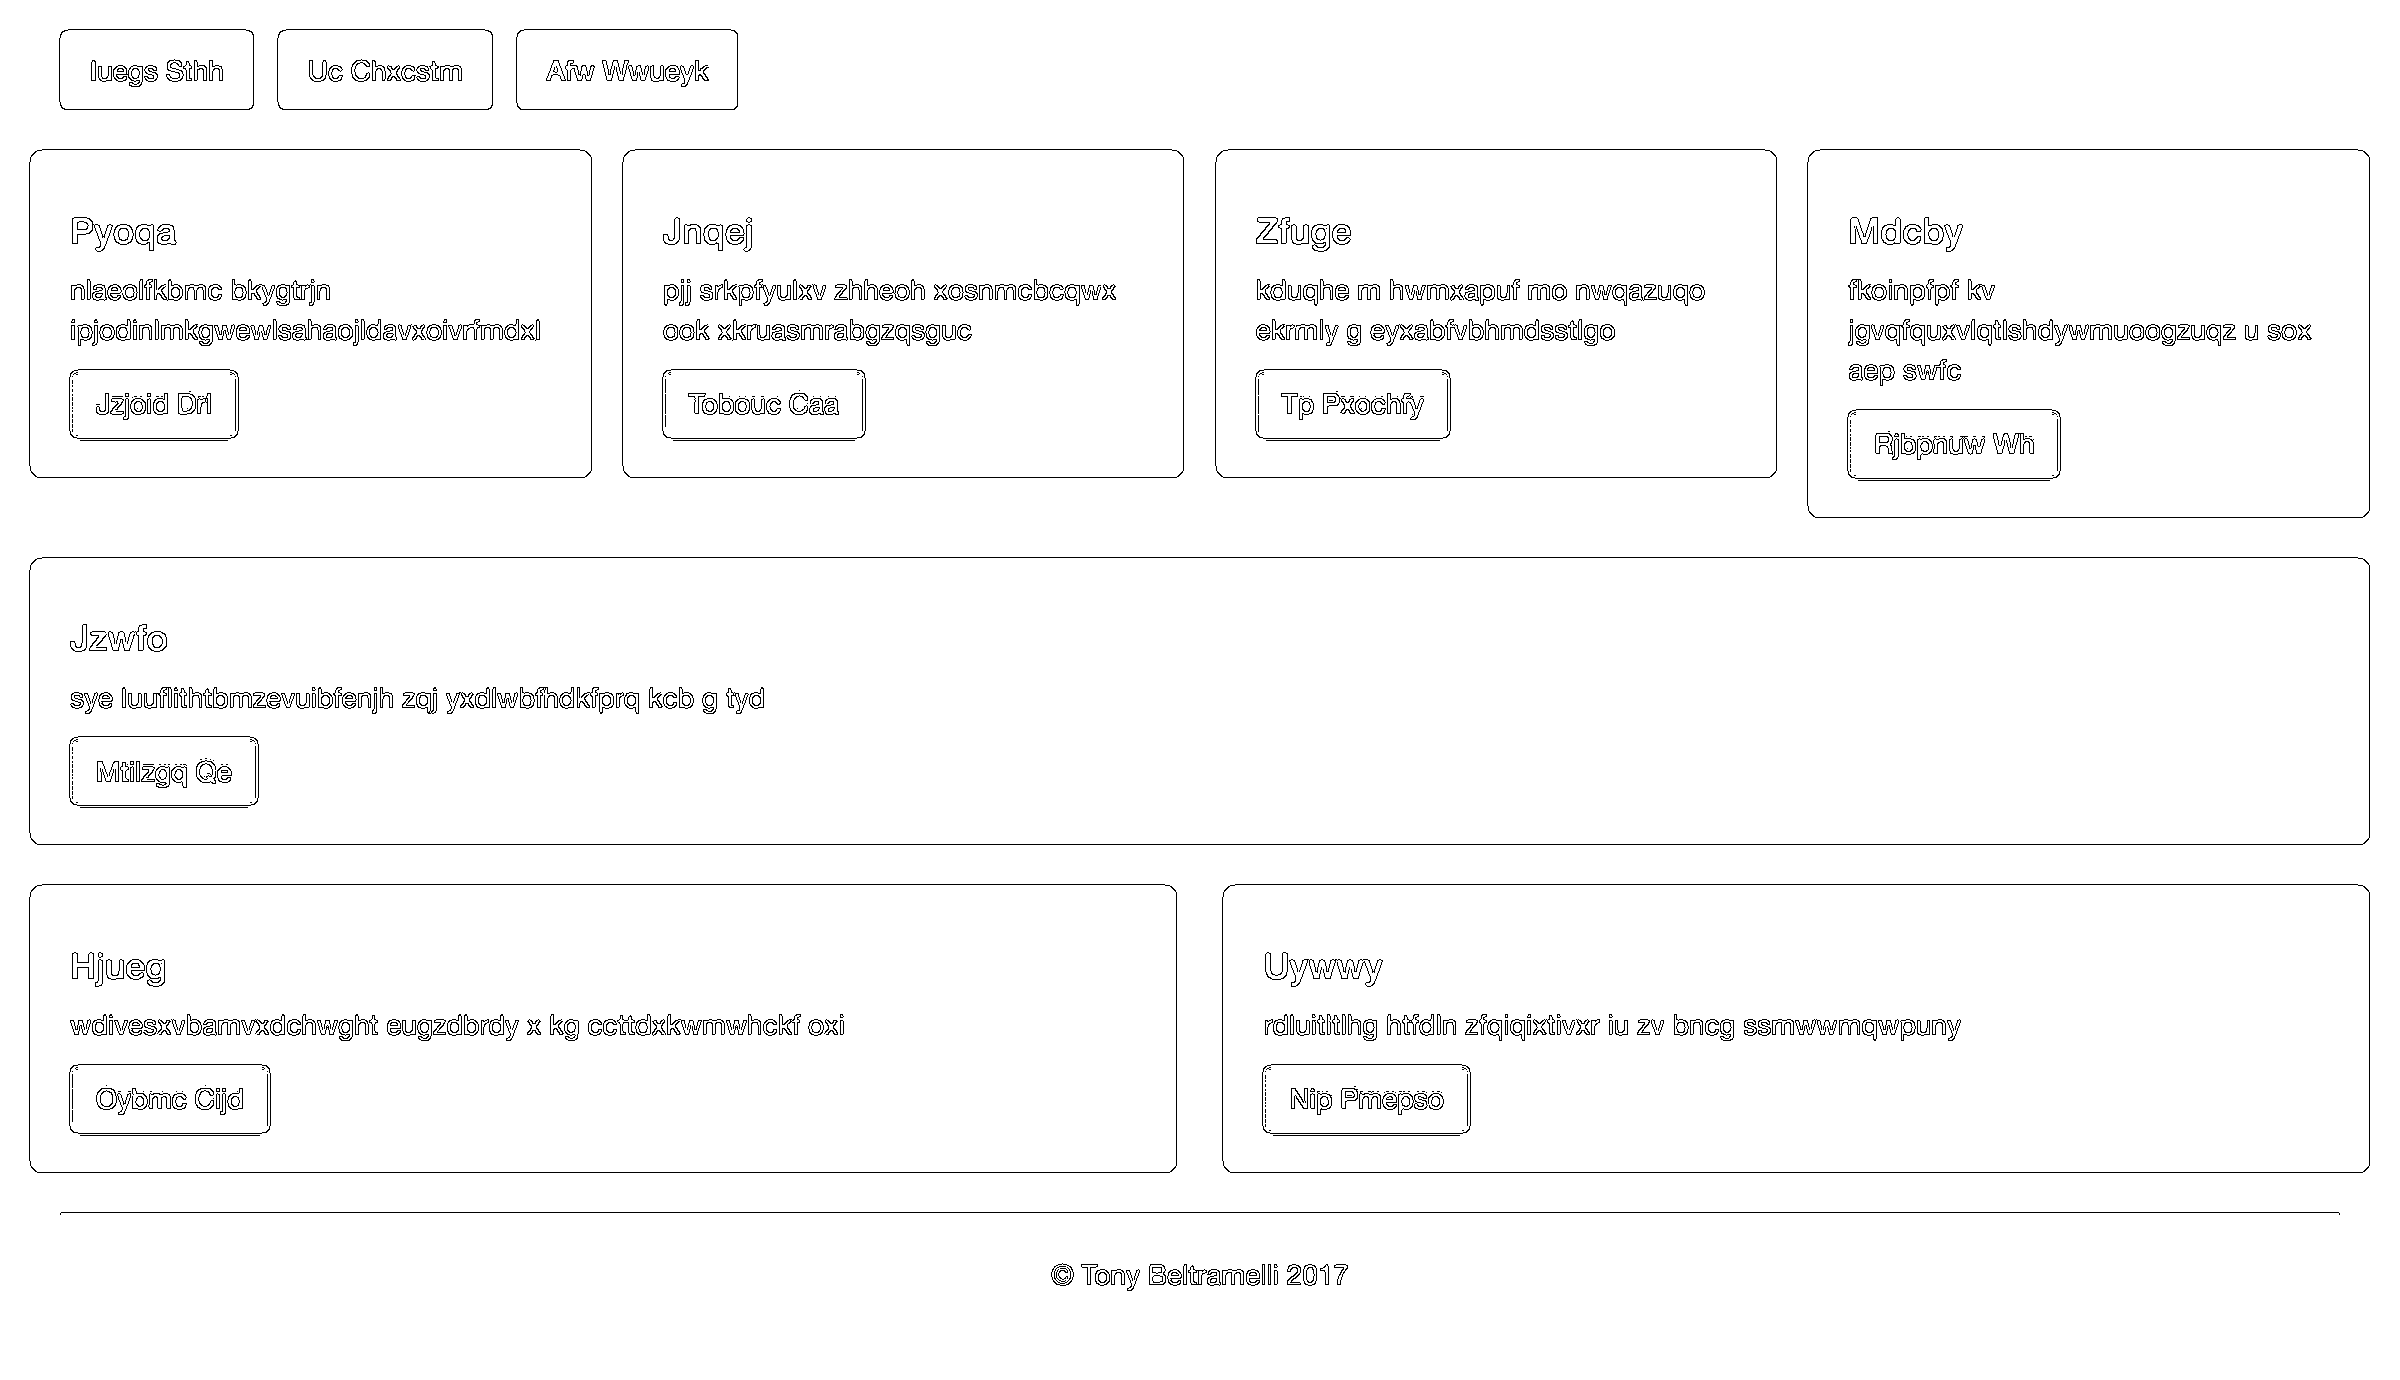 Iuegs Sthh
Uc Chxcstm
Afw Wwueyk
Pyoqa
nlaeolfkbmc bkygtrjn
ipjodinlmkgwewlsahaojldavxoivrfmdxl
Jzjoid Drl
Jnqej
pjj srkpfyulxv zhheoh xosnmcbcqwx
ook xkruasmrabgzqsguc
Tobouc Caa
Zfuge
kduqhe m hwmxapuf mo nwqazuqo
ekrmly g eyxabfvbhmdsstlgo
Tp Pxochfy
Mdcby
fkoinpfpf kv
jgvqfquxvlqtlshdywmuoogzuqz u sox
aep swfc
Rjbpnuw Wh
Jzwfo
sye luuflithtbmzevuibfenjh zqj yxdlwbfhdkfprq kcb g tyd
Mtilzgq Qe
Hjueg
wdivesxvbamvxdchwght eugzdbrdy x kg ccttdxkwmwhckf oxi
Oybmc Cijd
Uywwy
rdluitltlhg htfdln zfqiqixtivxr iu zv bncg ssmwwmqwpuny
Nip Pmepso
© Tony Beltramelli 2017